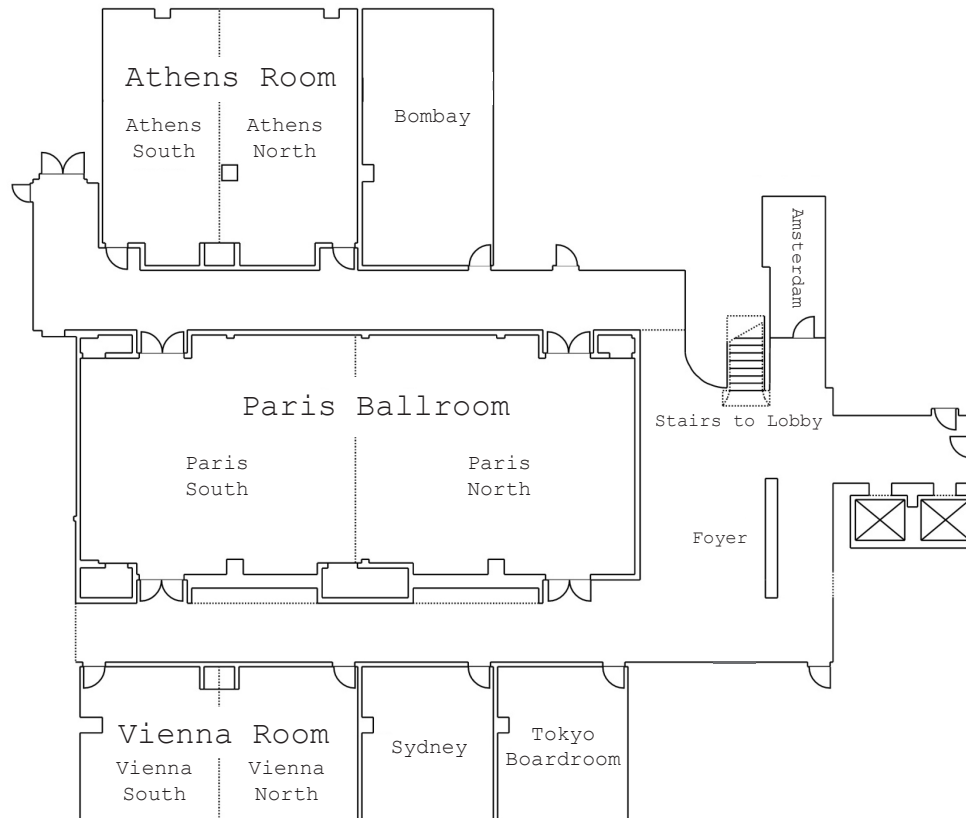 Athens Room
Athens
South
Athens
North
Bombay
Amsterdam
Paris Ballroom
Stairs to Lobby
Paris
South
Paris
North
Foyer
Vienna Room
Vienna
South
Vienna
North
Sydney
Tokyo
Boardroom